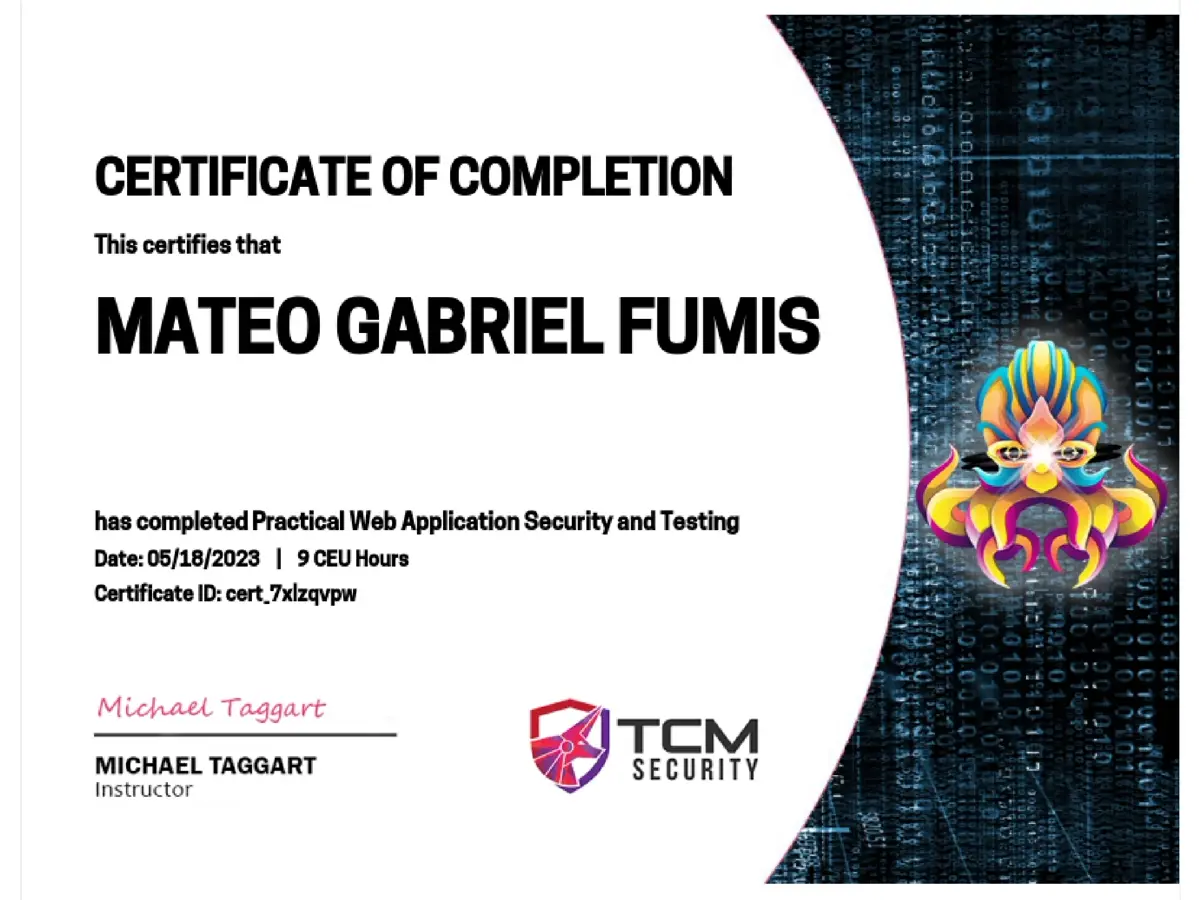 CERTIFICATE OF COMPLETION
This certifies that
MATEO GABRIEL FUMIS
has completed Practical Web Application Security and Testing
Date: 05/18/2023 | 9 CEU Hours
Certificate ID: cert_7xlzqvpw
Michael Taggart
MICHAEL TAGGART
Instructor
TCM
SECURITY